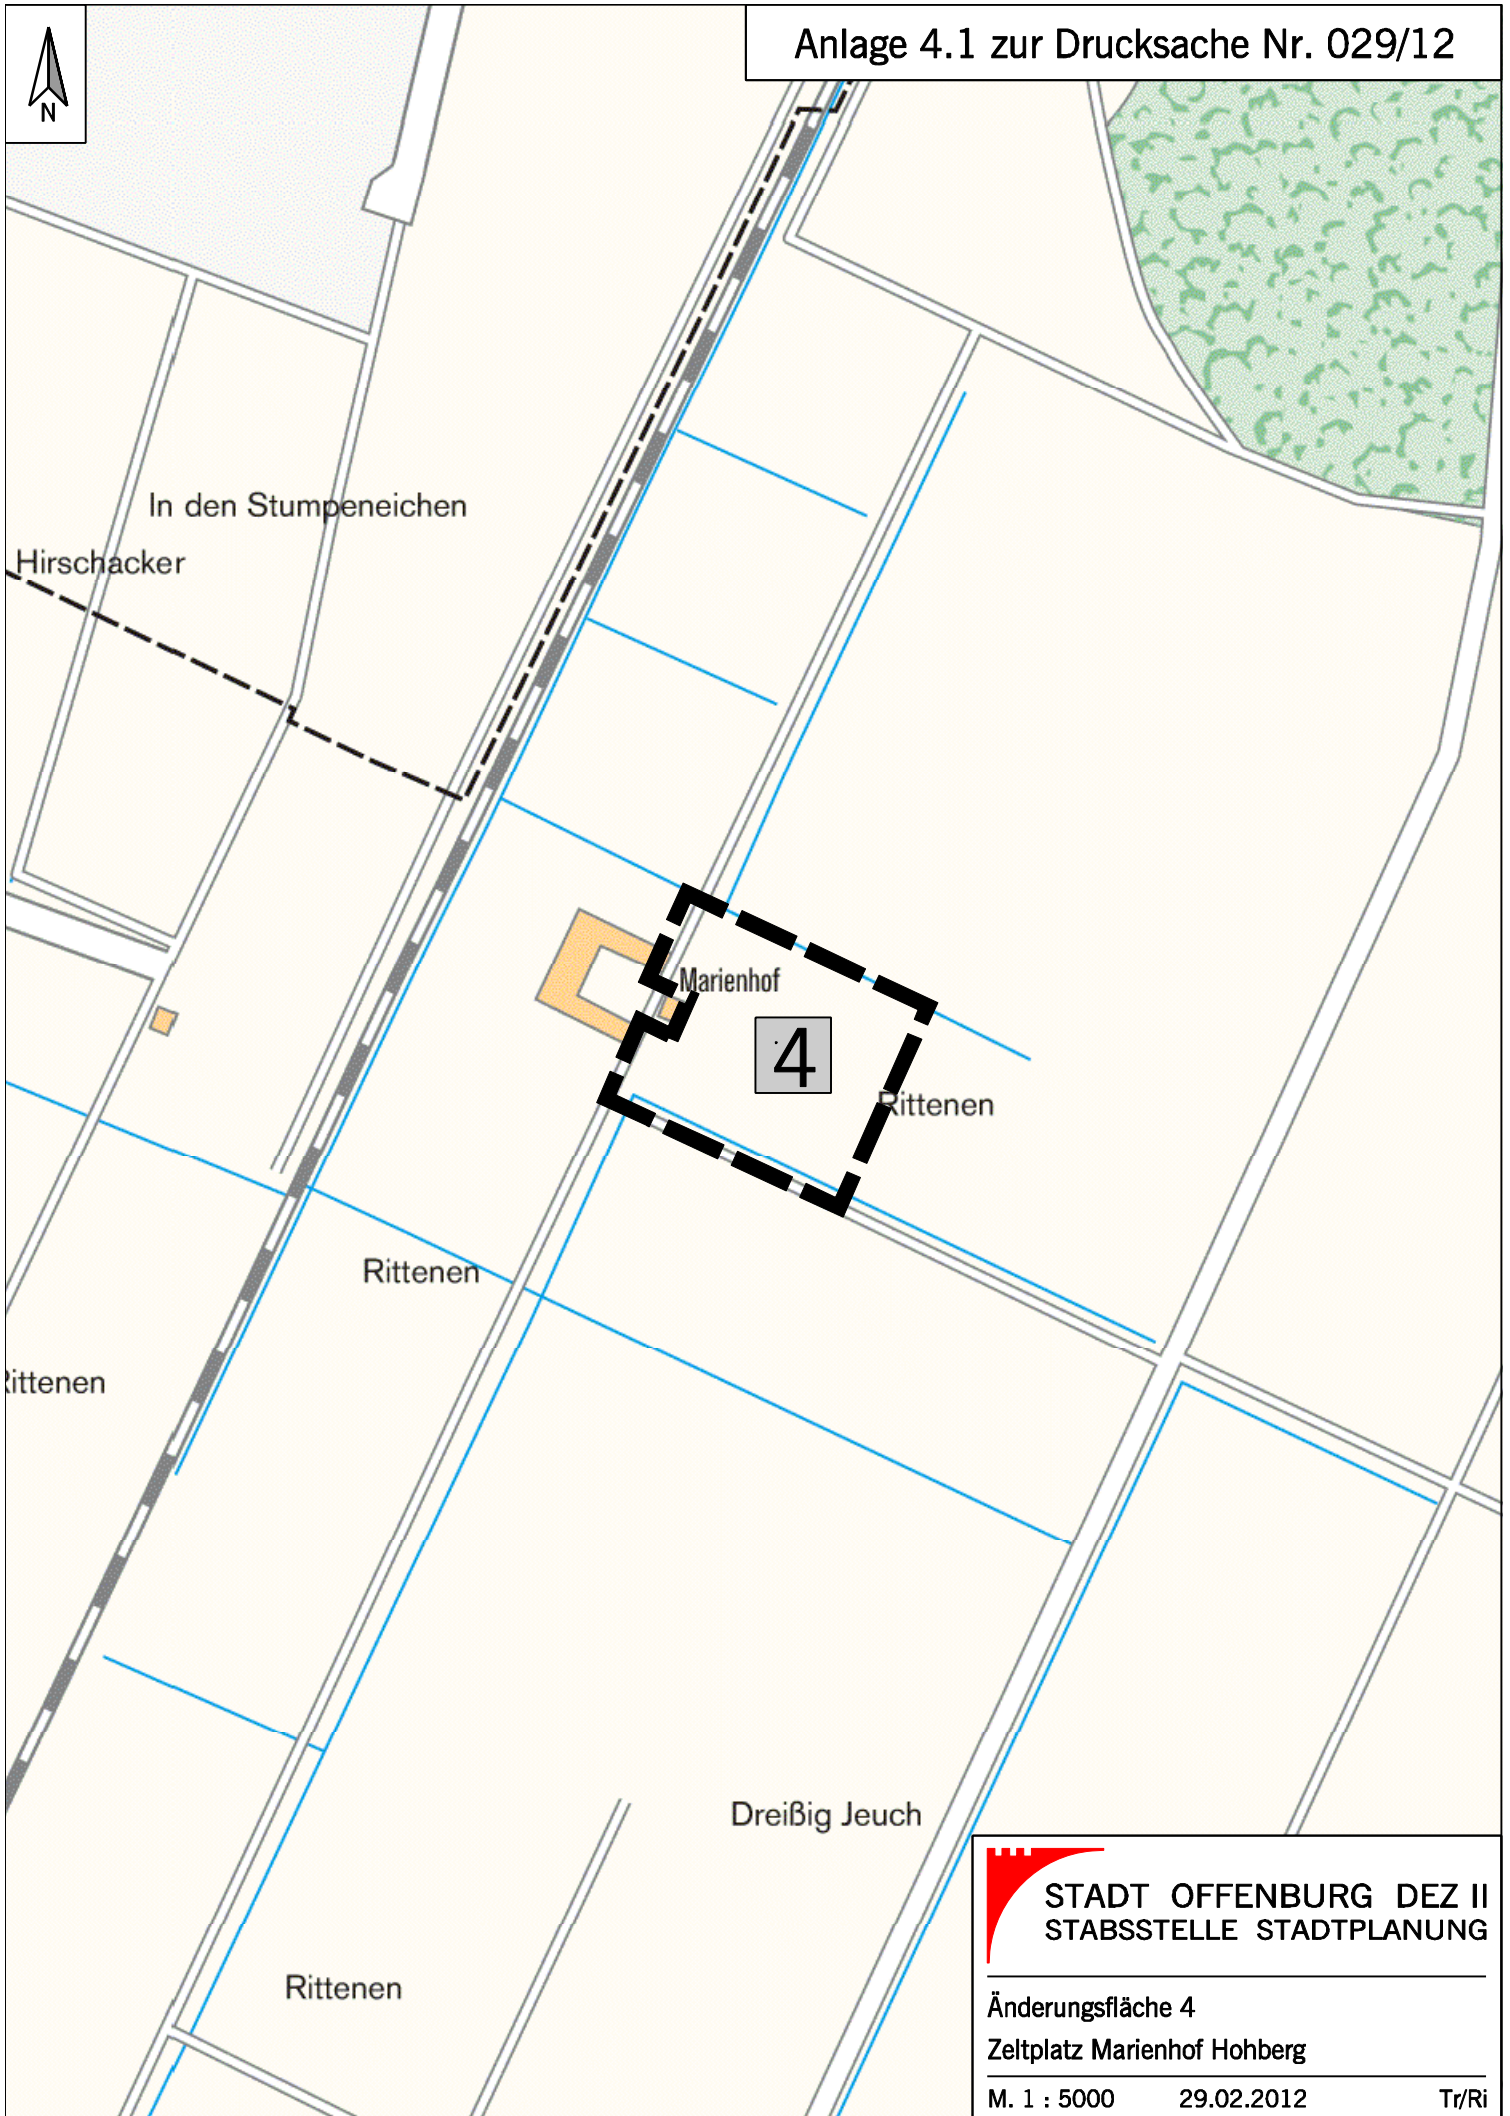 Anlage 4.1 zur Drucksache Nr. 029/12
N
In den Stumpeneichen
Hirschacker
Marienhof
4
Rittenen
Rittenen
Rittenen
Dreißig Jeuch
Rittenen
STADT OFFENBURG DEZ II
STABSSTELLE STADTPLANUNG
Änderungsfläche 4
Zeltplatz Marienhof Hohberg
M. 1 : 5000 29.02.2012 Tr/Ri